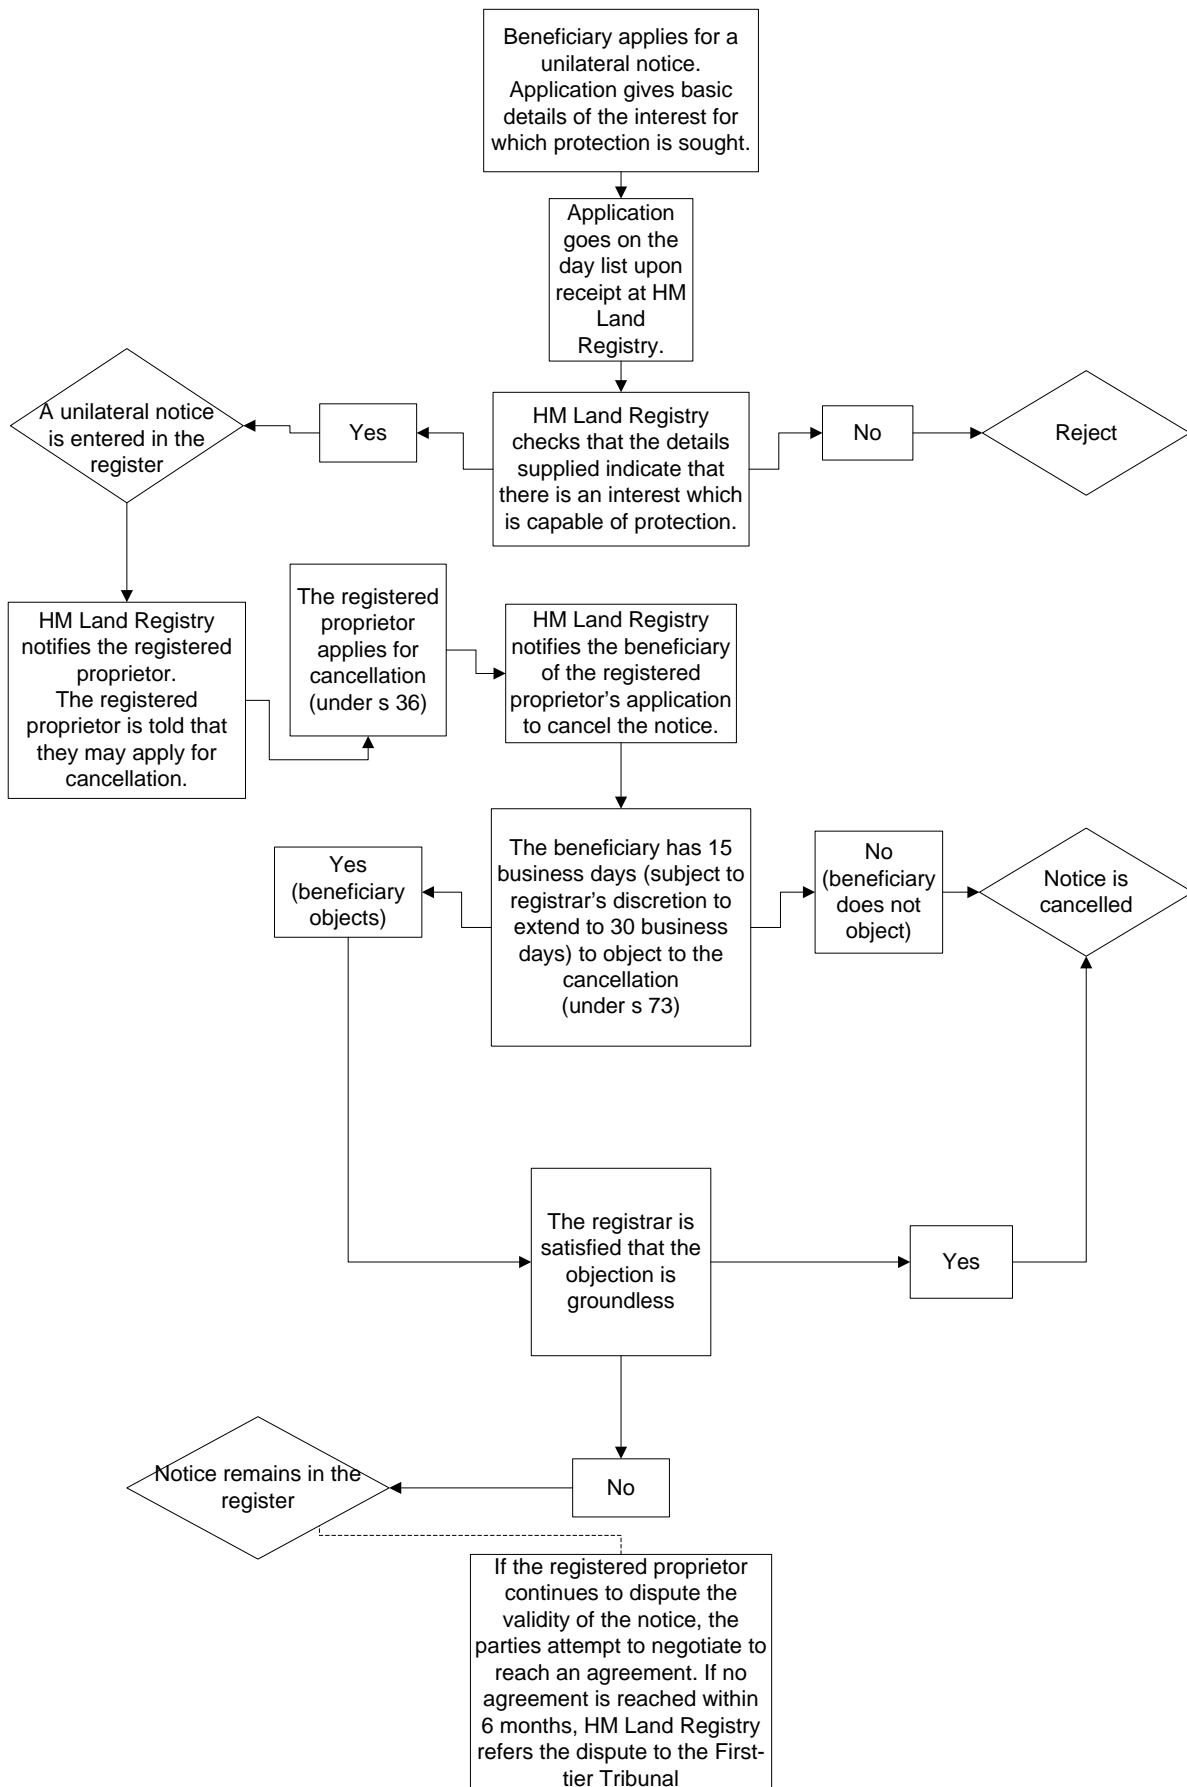 Beneficiary applies for a
unilateral notice.
Application gives basic
details of the interest for
which protection is sought.
Application
goes on the
day list upon
receipt at HM
Land
Registry.
A unilateral notice
is entered in the
register
Yes
HM Land Registry
checks that the details
supplied indicate that
there is an interest which
is capable of protection.
No
Reject
HM Land Registry
notifies the registered
proprietor.
The registered
proprietor is told that
they may apply for
cancellation.
The registered
proprietor
applies for
cancellation
(under s 36)
HM Land Registry
notifies the beneficiary
of the registered
proprietor’s application
to cancel the notice.
Yes
(beneficiary
objects)
The beneficiary has 15
business days (subject to
registrar’s discretion to
extend to 30 business
days) to object to the
cancellation
(under s 73)
No
(beneficiary
does not
object)
Notice is
cancelled
The registrar is
satisfied that the
objection is
groundless
Yes
Notice remains in the
register
No
If the registered proprietor
continues to dispute the
validity of the notice, the
parties attempt to negotiate to
reach an agreement. If no
agreement is reached within
6 months, HM Land Registry
refers the dispute to the First-
tier Tribunal